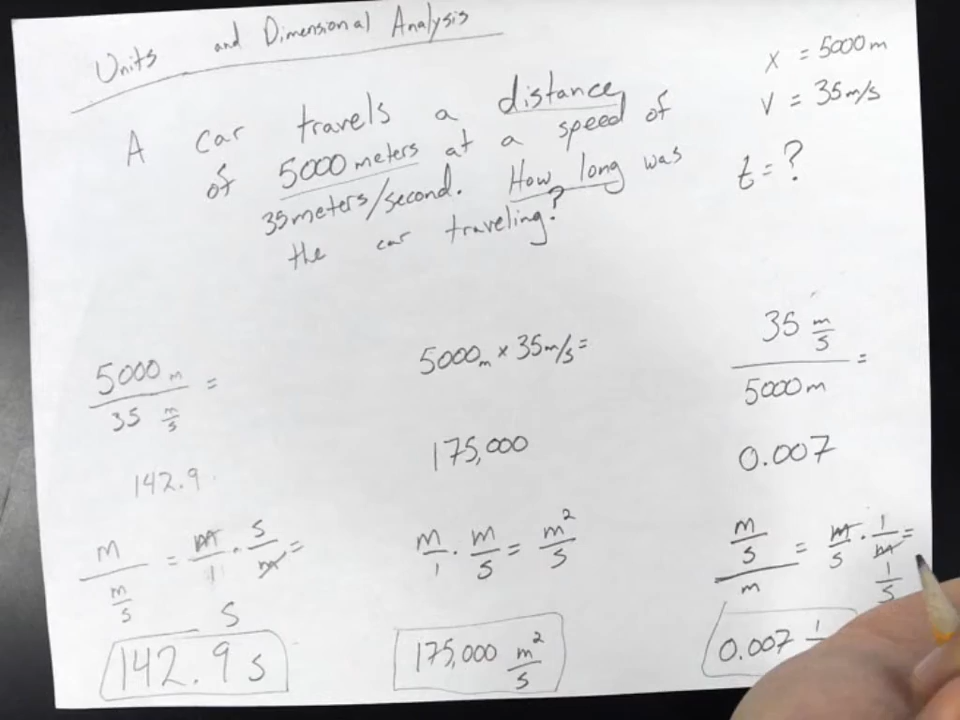 Units and Dimensional Analysis
A car travels a distance
of 5000 meters at a speed of
35 meters/second. How long was
the car traveling?
x = 5000 m
v = 35 m/s
t = ?
5000 m / 35 m/s =
142.9
m / (m/s) = m/1 · s/m =
s
142.9 s
5000m × 35 m/s =
175,000
m/1 · m/s = m²/s
175,000 m²/s
35 m/s / 5000 m =
0.007
(m/s) / m = m/s · 1/m =
1/s
0.007 1